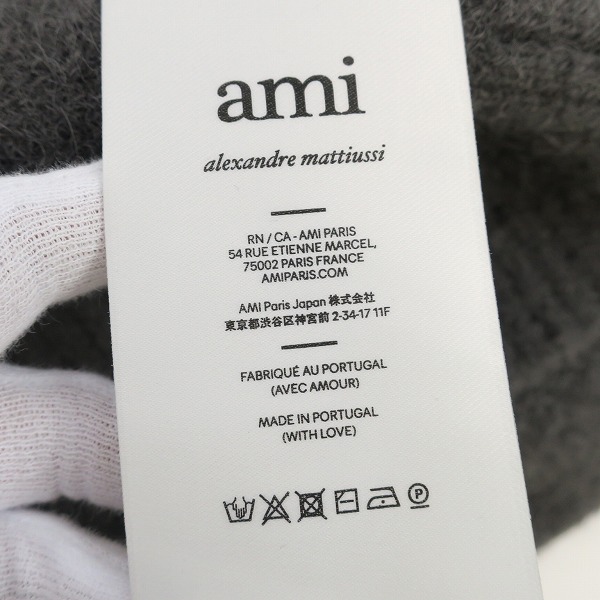 ami
alexandre mattiussi
RN / CA - AMI PARIS
54 RUE ETIENNE MARCEL,
75002 PARIS FRANCE
AMIPARIS.COM
AMI Paris Japan 株式会社
東京都渋谷区神宮前 2-34-17 11F
FABRIQUÉ AU PORTUGAL
(AVEC AMOUR)
MADE IN PORTUGAL
(WITH LOVE)
P